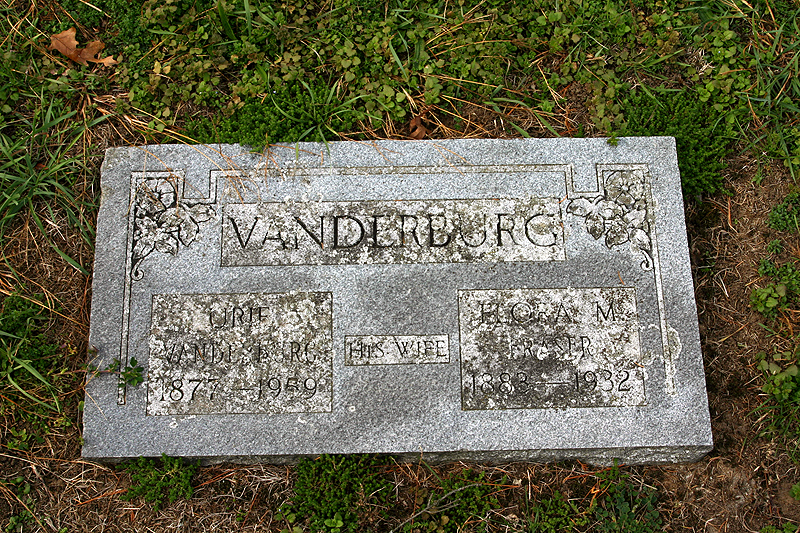 VANDERBURG
URIE
VANDERBURG
1877–1959
HIS WIFE
FLORA M.
FRASER
1883–1932